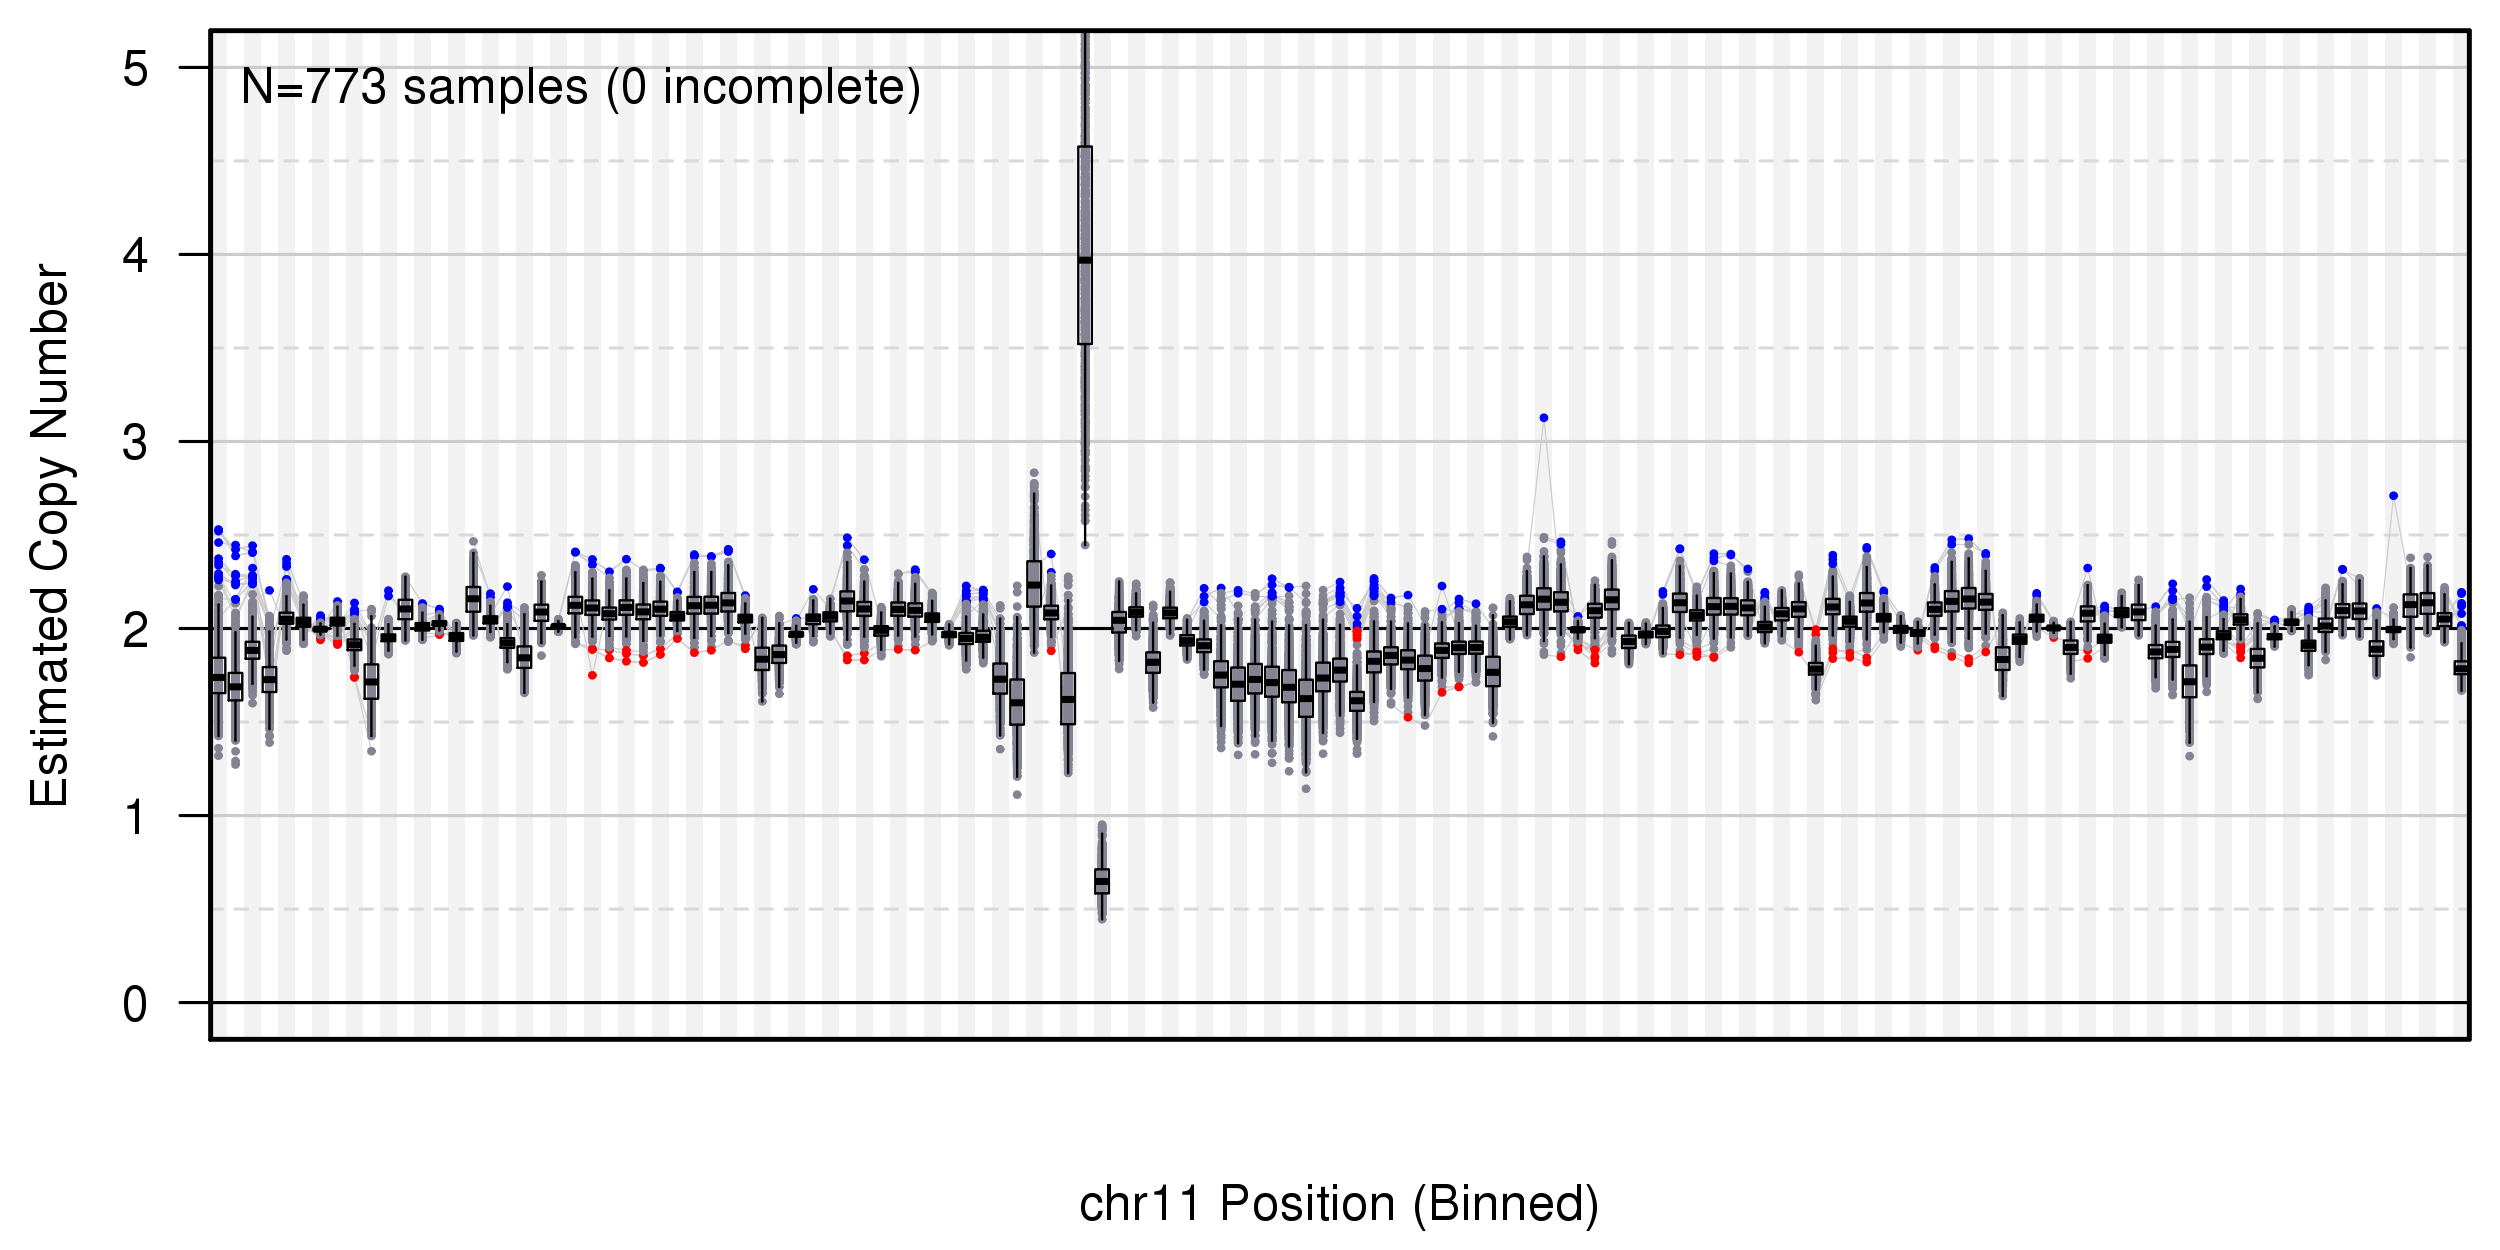 N=773 samples (0 incomplete)
5
4
3
2
1
0
Estimated Copy Number
chr11 Position (Binned)